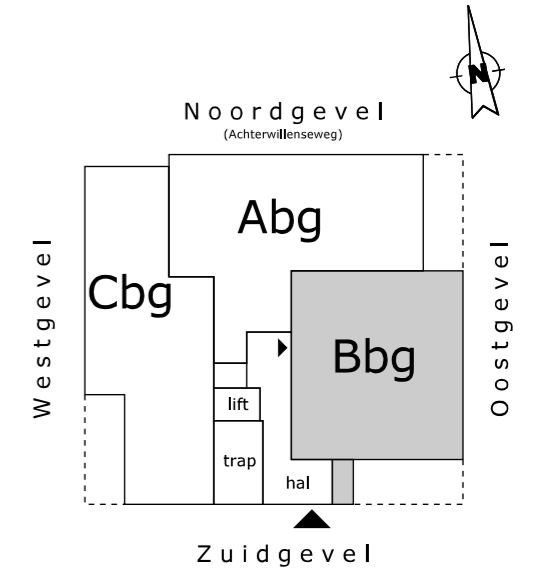 N
Noordgevel
(Achterwillenseweg)
Abg
Cbg
Westgevel
Oostgevel
Bbg
lift
trap
hal
Zuidgevel